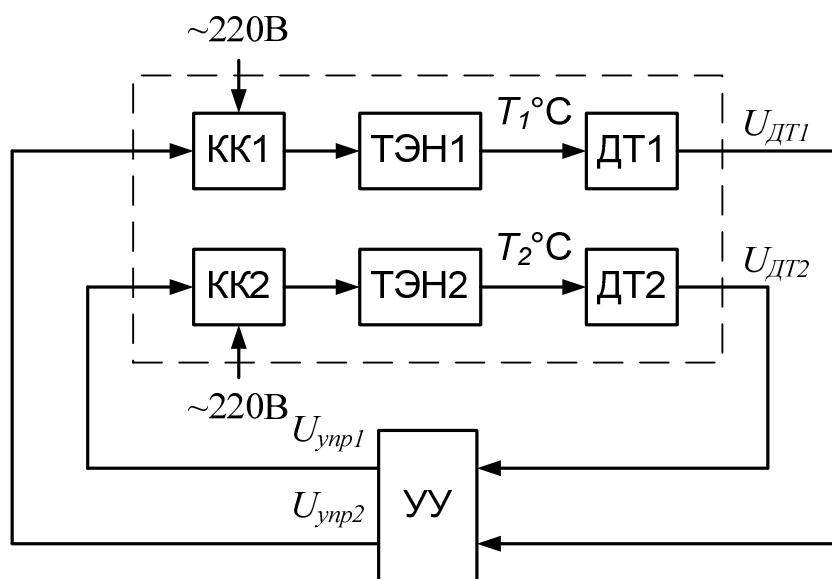 ~220В
T1°C
UДТ1
КК1
ТЭН1
ДТ1
T2°C
UДТ2
КК2
ТЭН2
ДТ2
~220В
Uупр1
Uупр2
УУ